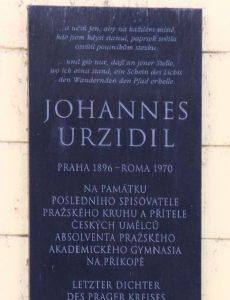 ...a učiň jen, aby na každém místě,
kde jsem kdysi stanul, paprsek světla
osvítil poutníkům stezku.
...und gib nur, daß an jener Stelle,
wo ich einst stand, ein Schein des Lichts
den Wandernden den Pfad erhelle.
JOHANNES
URZIDIL
PRAHA 1896 – ROMA 1970
NA PAMÁTKU
POSLEDNÍHO SPISOVATELE
PRAŽSKÉHO KRUHU A PŘÍTELE
ČESKÝCH UMĚLCŮ
ABSOLVENTA PRAŽSKÉHO
AKADEMICKÉHO GYMNASIA
NA PŘÍKOPĚ
LETZTER DICHTER
DES PRAGER KREISES